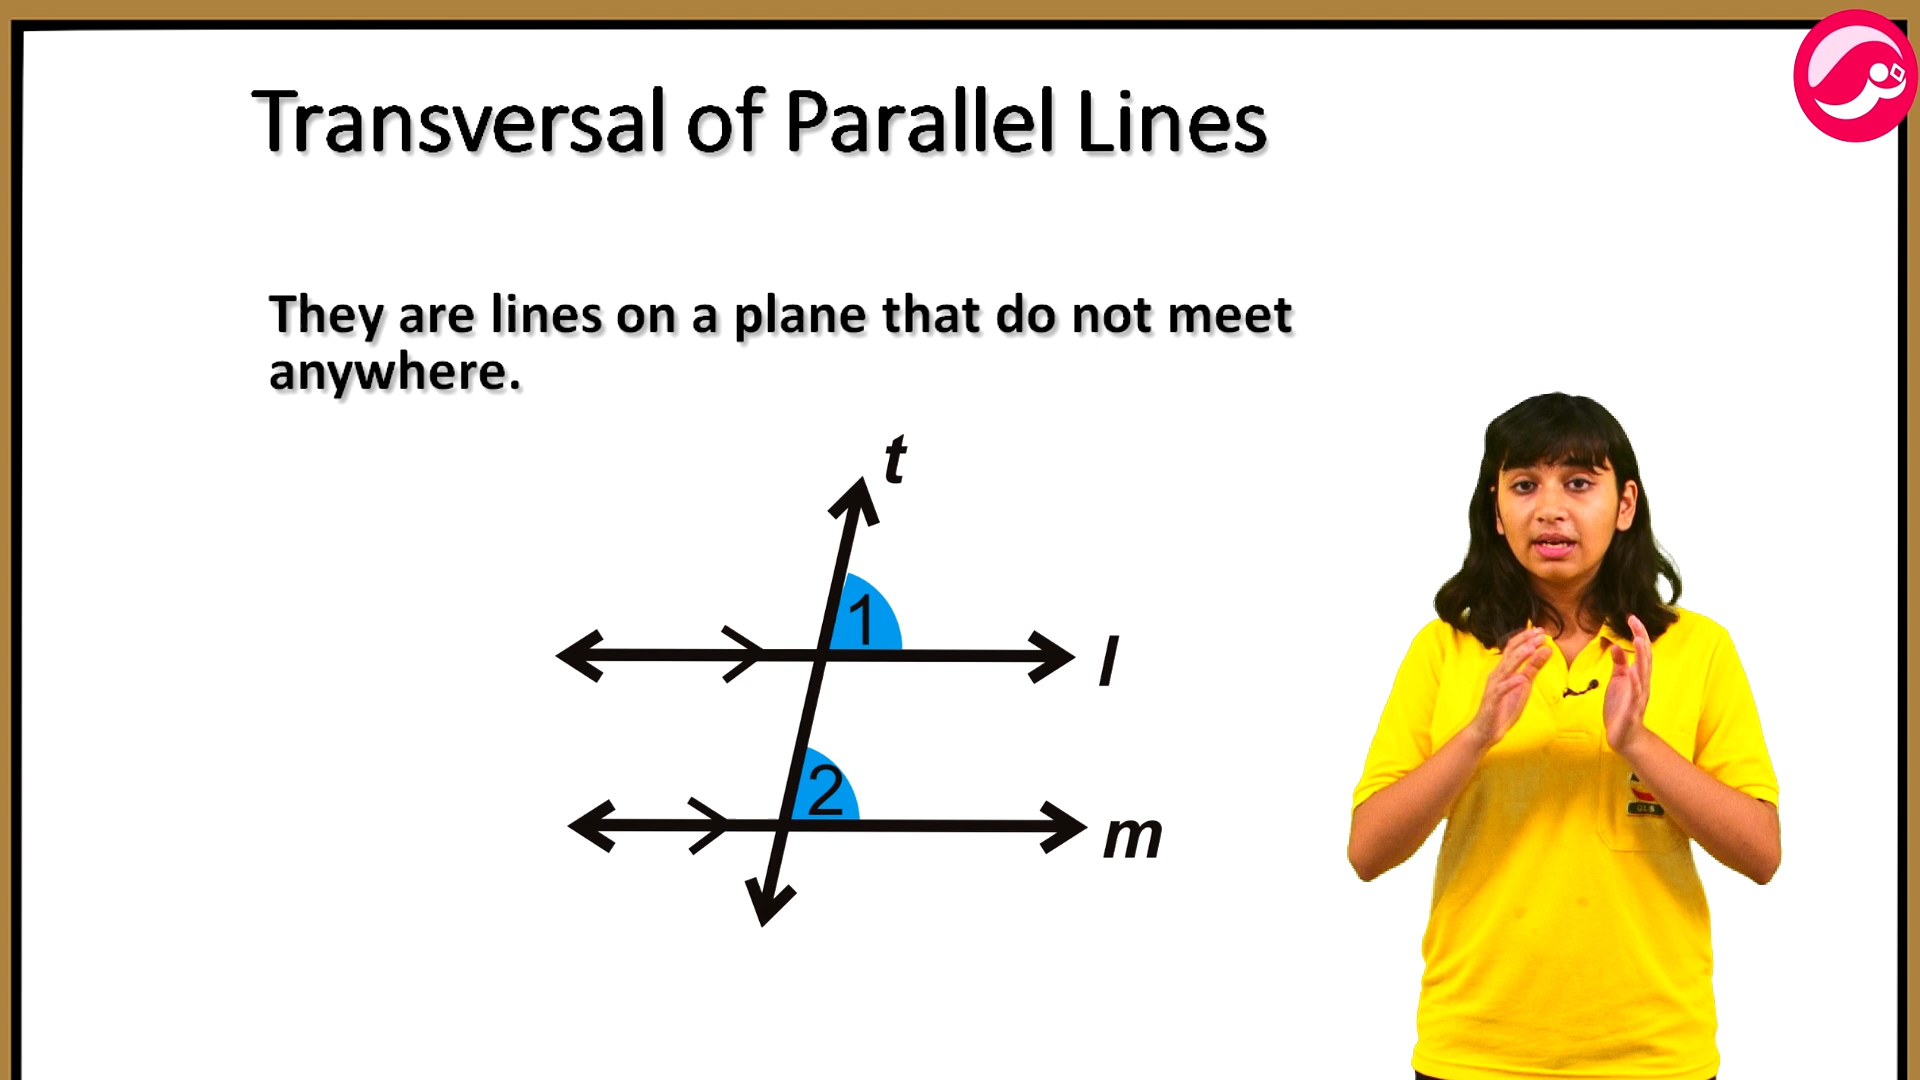 Transversal of Parallel Lines
They are lines on a plane that do not meet
anywhere.
t
1
l
2
m